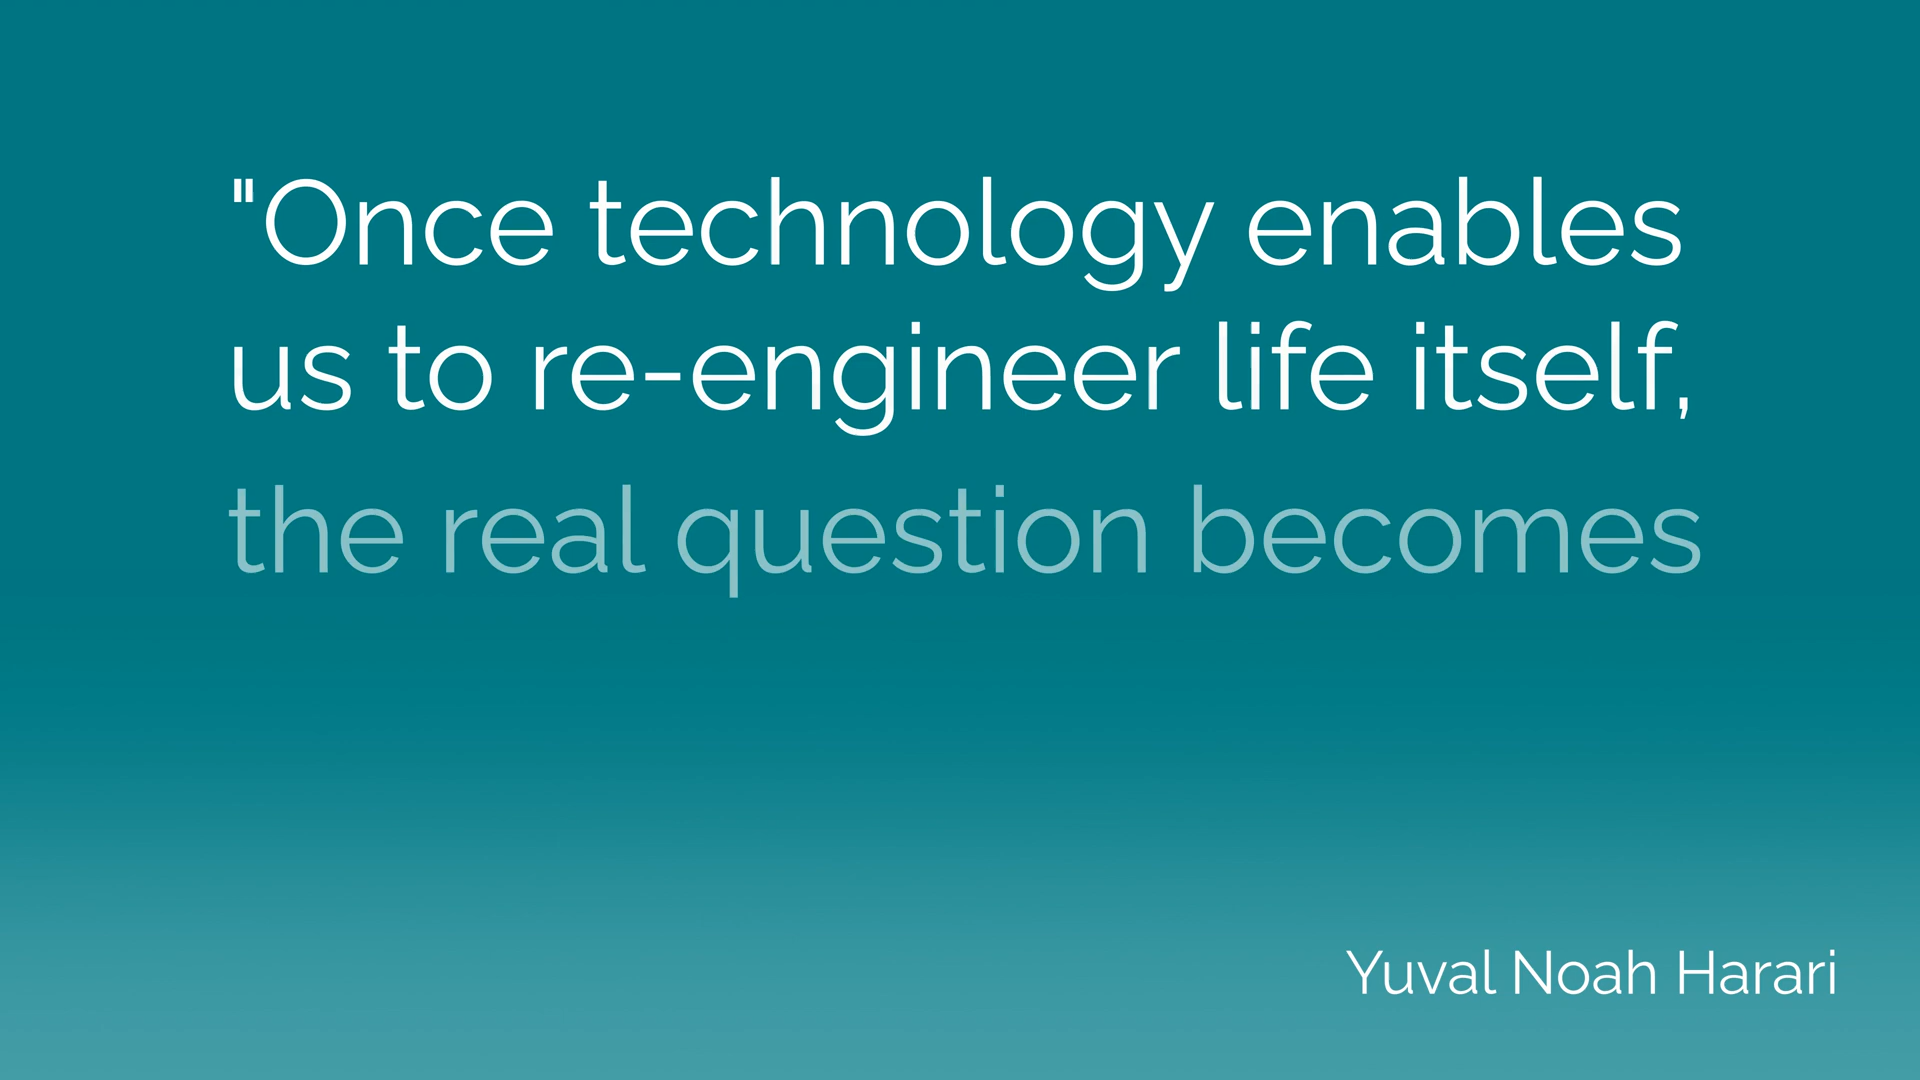 "Once technology enables
us to re-engineer life itself,
the real question becomes
Yuval Noah Harari